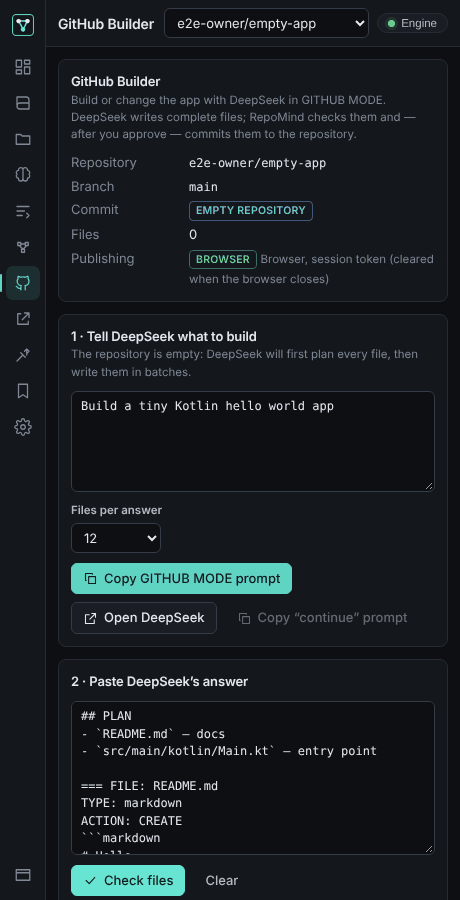 GitHub Builder
e2e-owner/empty-app
Engine
GitHub Builder
Build or change the app with DeepSeek in GITHUB MODE.
DeepSeek writes complete files; RepoMind checks them and —
after you approve — commits them to the repository.
Repository e2e-owner/empty-app
Branch main
Commit EMPTY REPOSITORY
Files 0
Publishing BROWSER Browser, session token (cleared
when the browser closes)
1 · Tell DeepSeek what to build
The repository is empty: DeepSeek will first plan every file, then
write them in batches.
Build a tiny Kotlin hello world app
Files per answer
12
Copy GITHUB MODE prompt
Open DeepSeek
Copy “continue” prompt
2 · Paste DeepSeek’s answer
## PLAN
- `README.md` — docs
- `src/main/kotlin/Main.kt` — entry point
=== FILE: README.md
TYPE: markdown
ACTION: CREATE
```markdown
# Hello
Check files
Clear